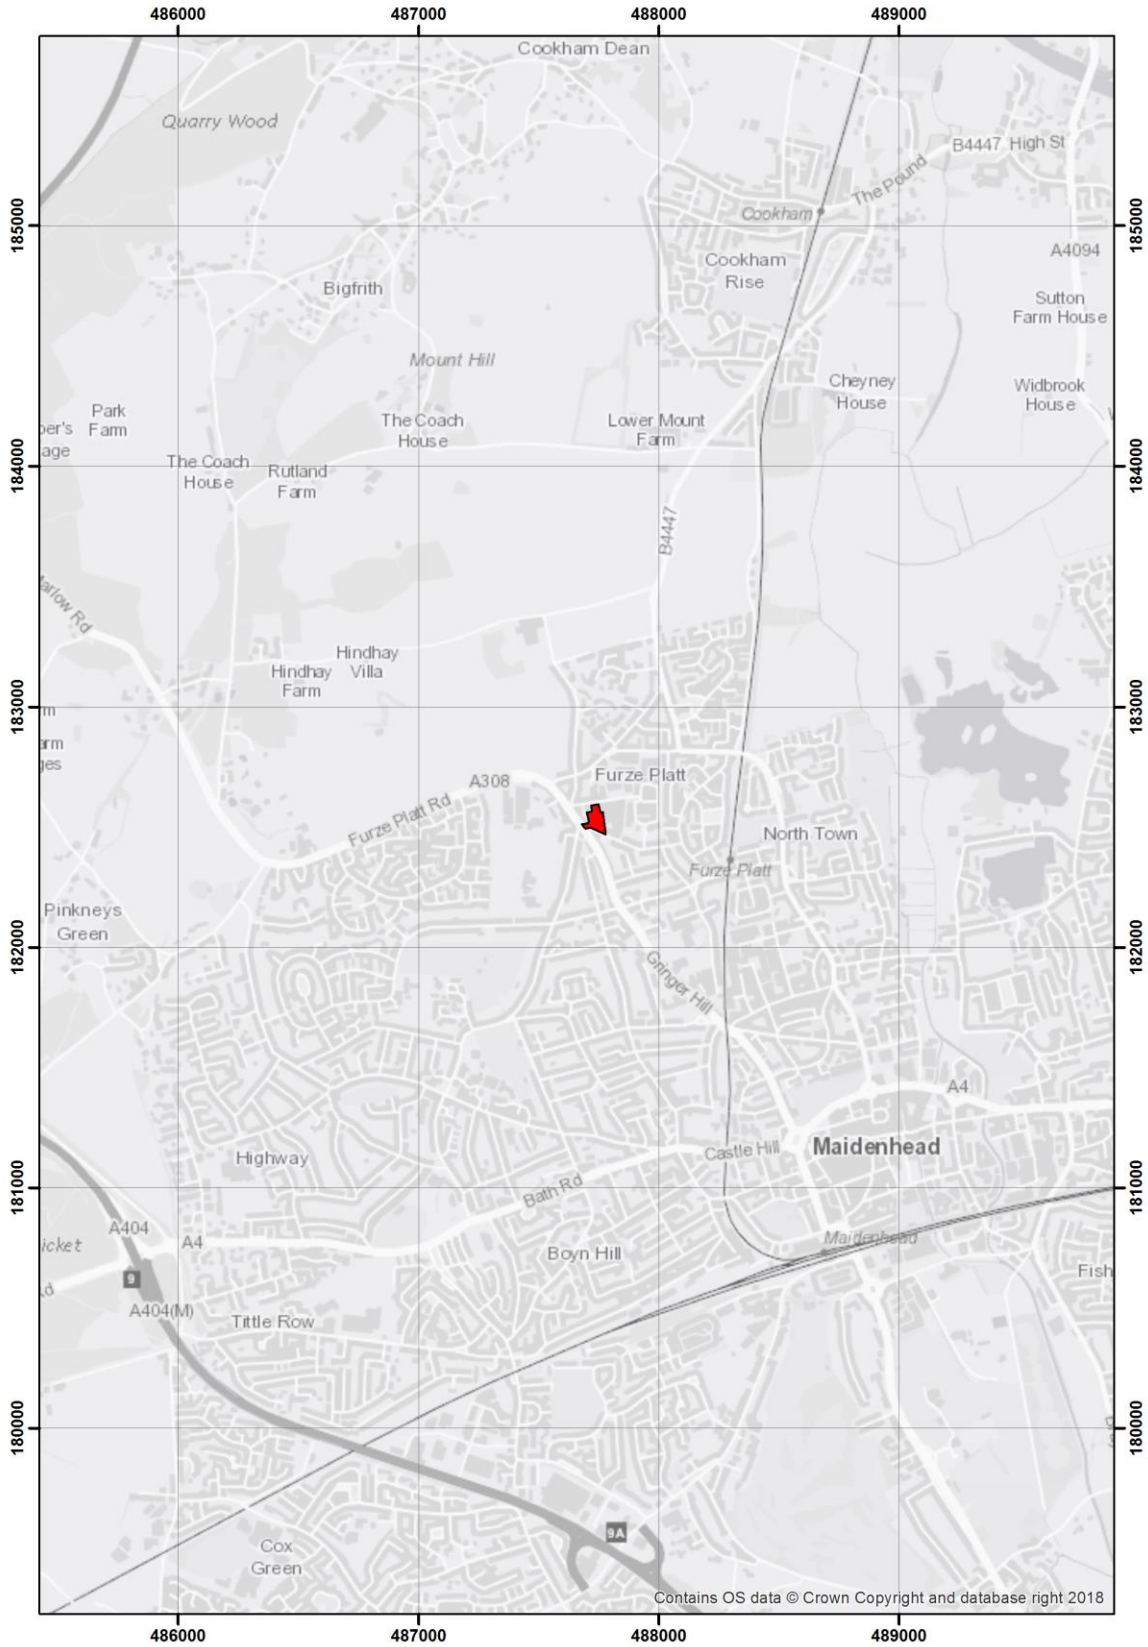 486000 487000 488000 489000
Cookham Dean
Quarry Wood
B4447 High St
The Pound
Cookham
185000 185000
A4094
Cookham
Rise
Bigfrith
Sutton
Farm House
Mount Hill
Cheyney
House
Widbrook
House
Park
Farm
The Coach
House
Lower Mount
Farm
age
The Coach
House
184000 184000
Rutland
Farm
B4447
Marlow Rd
Hindhay
Villa
Hindhay
Farm
183000 183000
A308
Furze Platt
Furze Platt Rd
North Town
Furze Platt
Pinkneys
Green
182000 182000
Gringer Hill
A4
Maidenhead
Castle Hill
Highway
181000 181000
Bath Rd
A404
A4
Maidenhead
Boyn Hill
icket
9
Fish
A404(M)
Tittle Row
180000 180000
9A
Cox
Green
Contains OS data © Crown Copyright and database right 2018
486000 487000 488000 489000